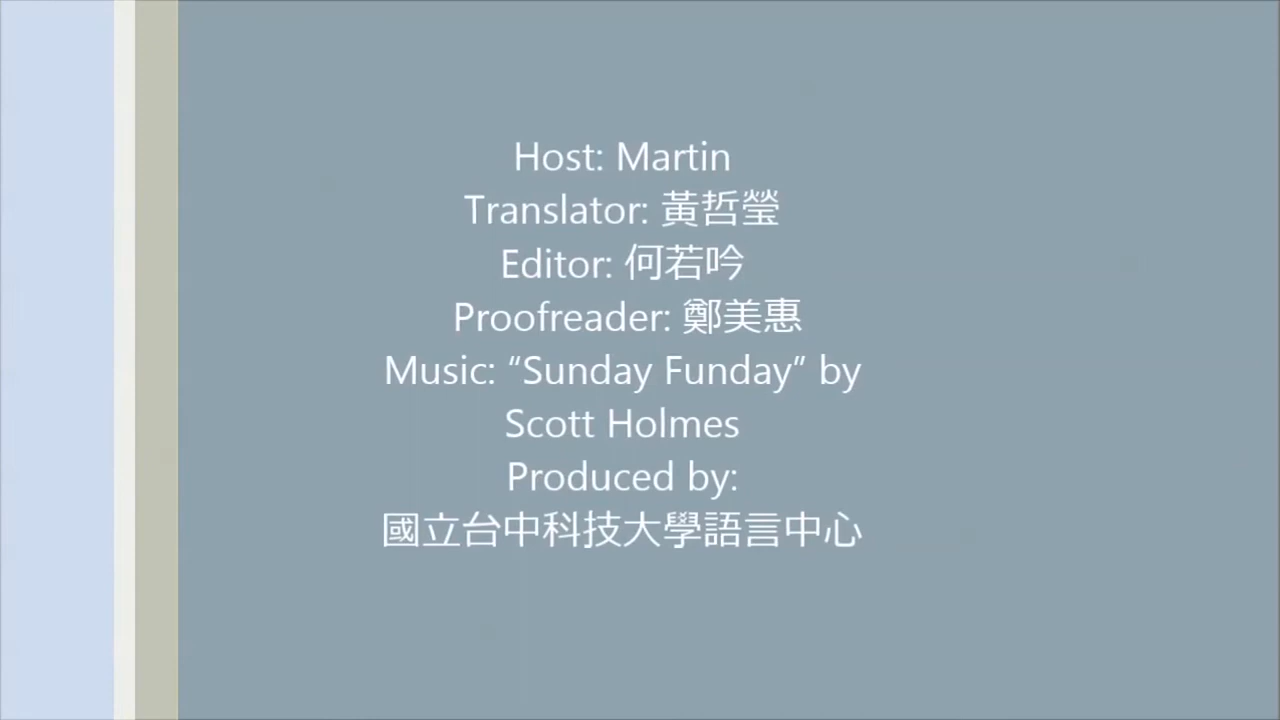 Host: Martin
Translator: 黃哲瑩
Editor: 何若吟
Proofreader: 鄭美惠
Music: “Sunday Funday” by
Scott Holmes
Produced by:
國立台中科技大學語言中心